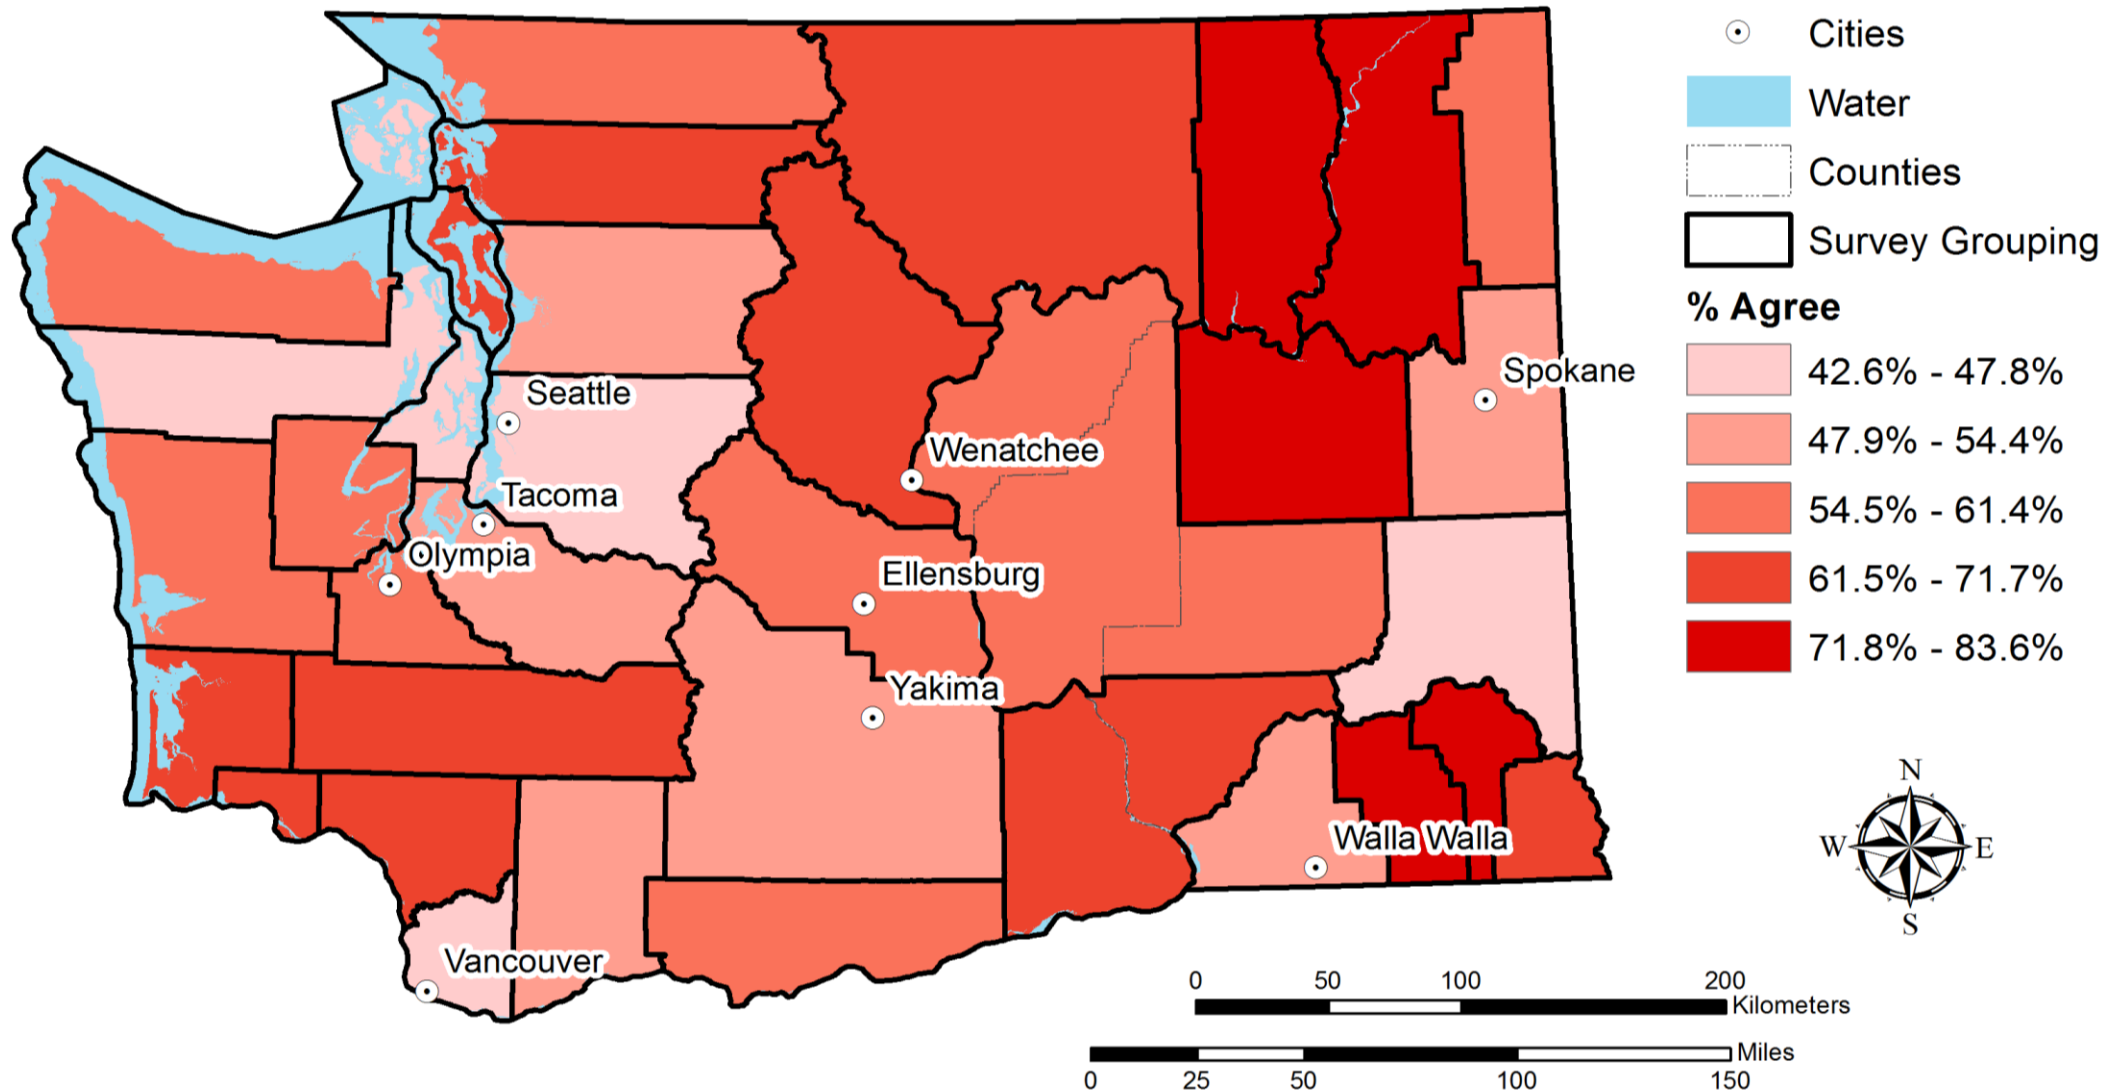 Cities
Water
Counties
Survey Grouping
% Agree
42.6% - 47.8%
47.9% - 54.4%
54.5% - 61.4%
61.5% - 71.7%
71.8% - 83.6%
Spokane
Seattle
Wenatchee
Tacoma
Olympia
Ellensburg
Yakima
Walla Walla
Vancouver
N
W E
S
0 50 100 200
Kilometers
Miles
0 25 50 100 150